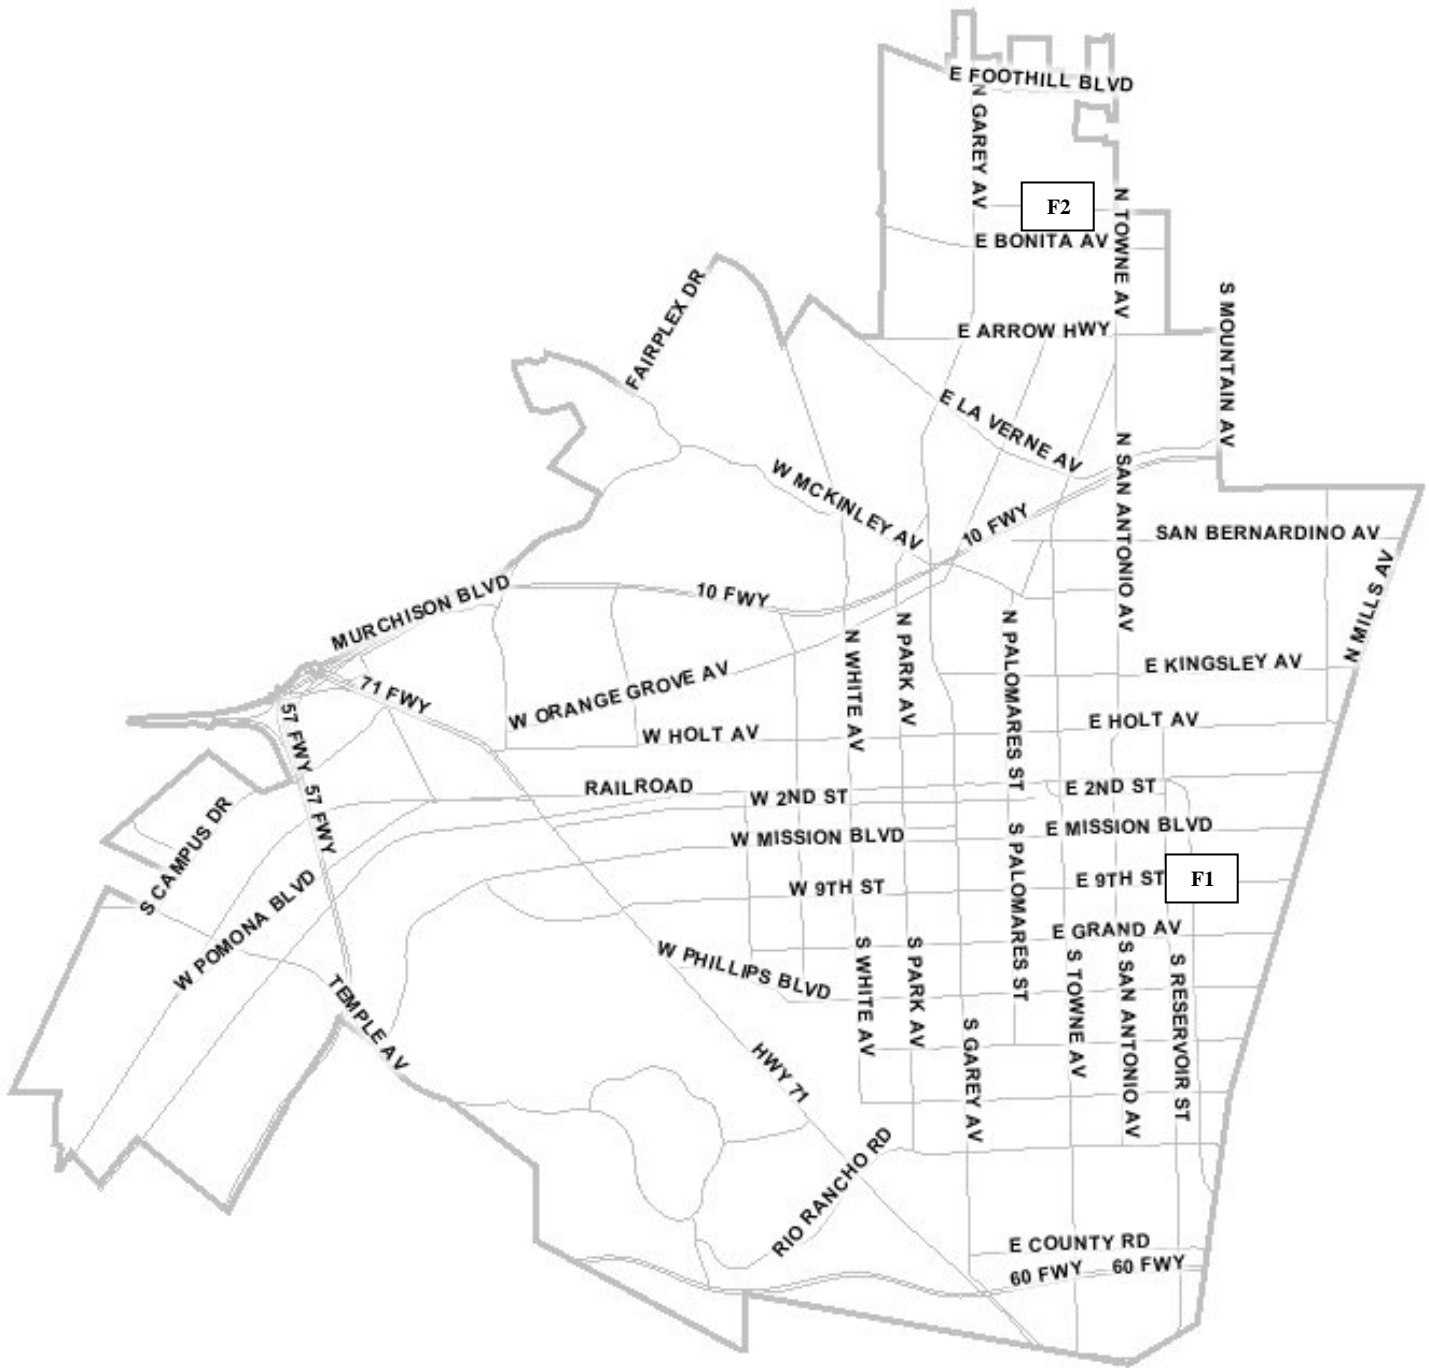 E FOOTHILL BLVD
N GAREY AV
F2
N TOWNE AV
E BONITA AV
FAIRPLEX DR
S MOUNTAIN AV
E ARROW HWY
E LA VERNE AV
N SAN ANTONIO AV
W MCKINLEY AV
10 FWY
SAN BERNARDINO AV
N MILLS AV
MURCHISON BLVD
10 FWY
N WHITE AV
N PARK AV
N PALOMARES ST
E KINGSLEY AV
71 FWY
W ORANGE GROVE AV
57 FWY
W HOLT AV
E HOLT AV
57 FWY
RAILROAD
W 2ND ST
E 2ND ST
S CAMPUS DR
W MISSION BLVD
E MISSION BLVD
S PALOMARES ST
W POMONA BLVD
W 9TH ST
E 9TH ST
F1
E GRAND AV
W PHILLIPS BLVD
S WHITE AV
S PARK AV
S TOWNE AV
S SAN ANTONIO AV
S RESERVOIR ST
TEMPLE AV
S GAREY AV
HWY 71
RIO RANCHO RD
E COUNTY RD
60 FWY
60 FWY